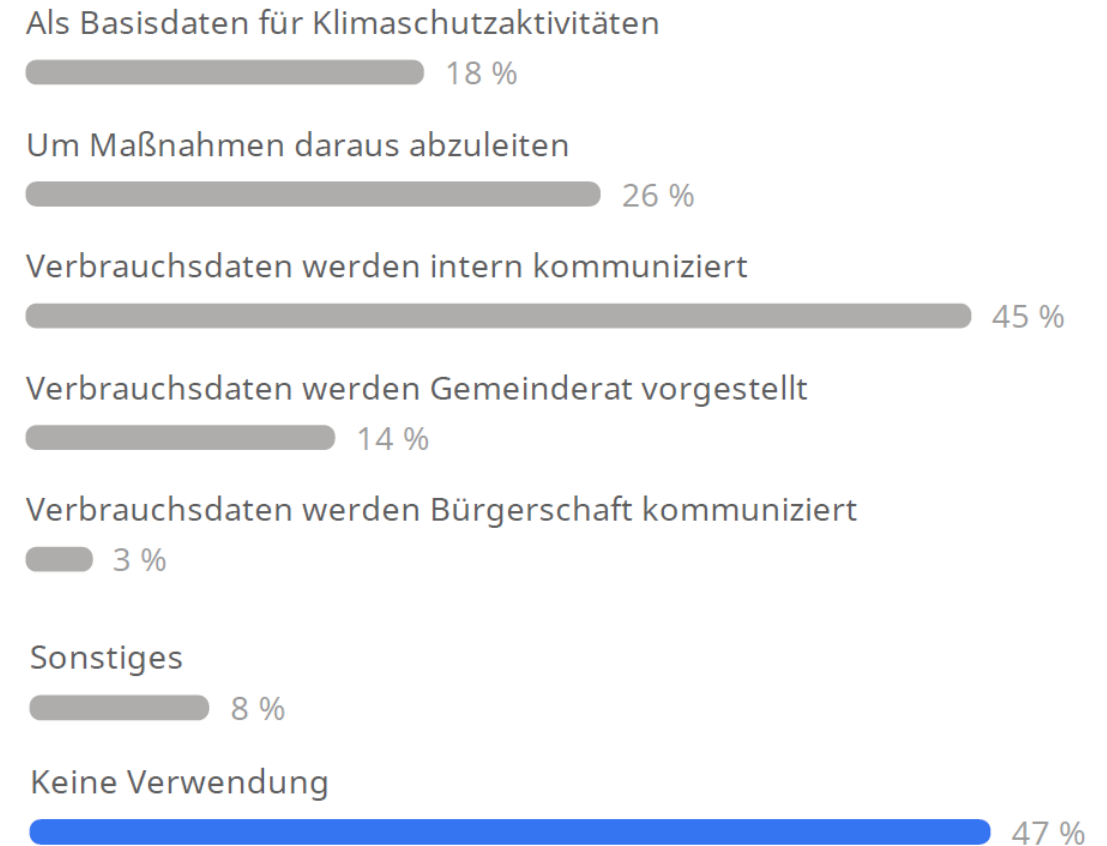 Als Basisdaten für Klimaschutzaktivitäten
18 %
Um Maßnahmen daraus abzuleiten
26 %
Verbrauchsdaten werden intern kommuniziert
45 %
Verbrauchsdaten werden Gemeinderat vorgestellt
14 %
Verbrauchsdaten werden Bürgerschaft kommuniziert
3 %
Sonstiges
8 %
Keine Verwendung
47 %